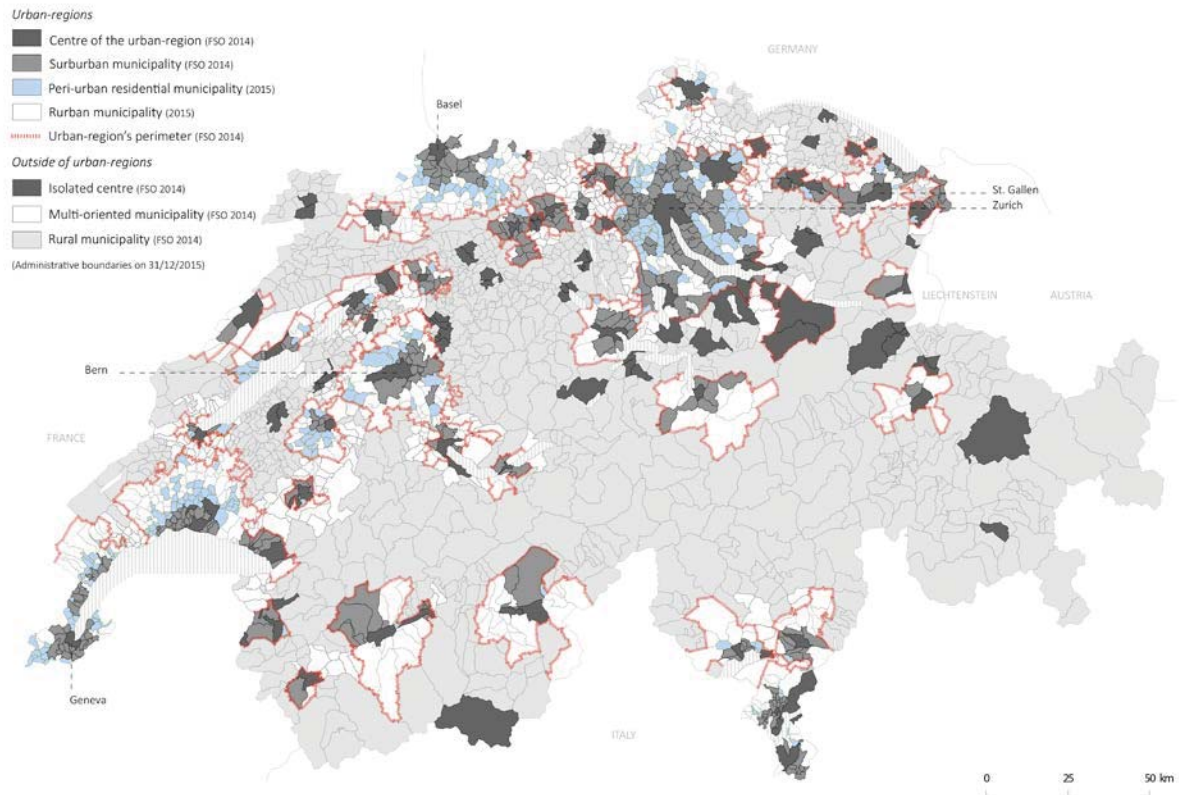 Urban-regions
Centre of the urban-region (FSO 2014)
Surburban municipality (FSO 2014)
Peri-urban residential municipality (2015)
Rurban municipality (2015)
Urban-region's perimeter (FSO 2014)
Outside of urban-regions
Isolated centre (FSO 2014)
Multi-oriented municipality (FSO 2014)
Rural municipality (FSO 2014)
(Administrative boundaries on 31/12/2015)
GERMANY
Basel
St. Gallen
Zurich
LIECHTENSTEIN
AUSTRIA
Bern
FRANCE
Geneva
ITALY
0 25 50 km